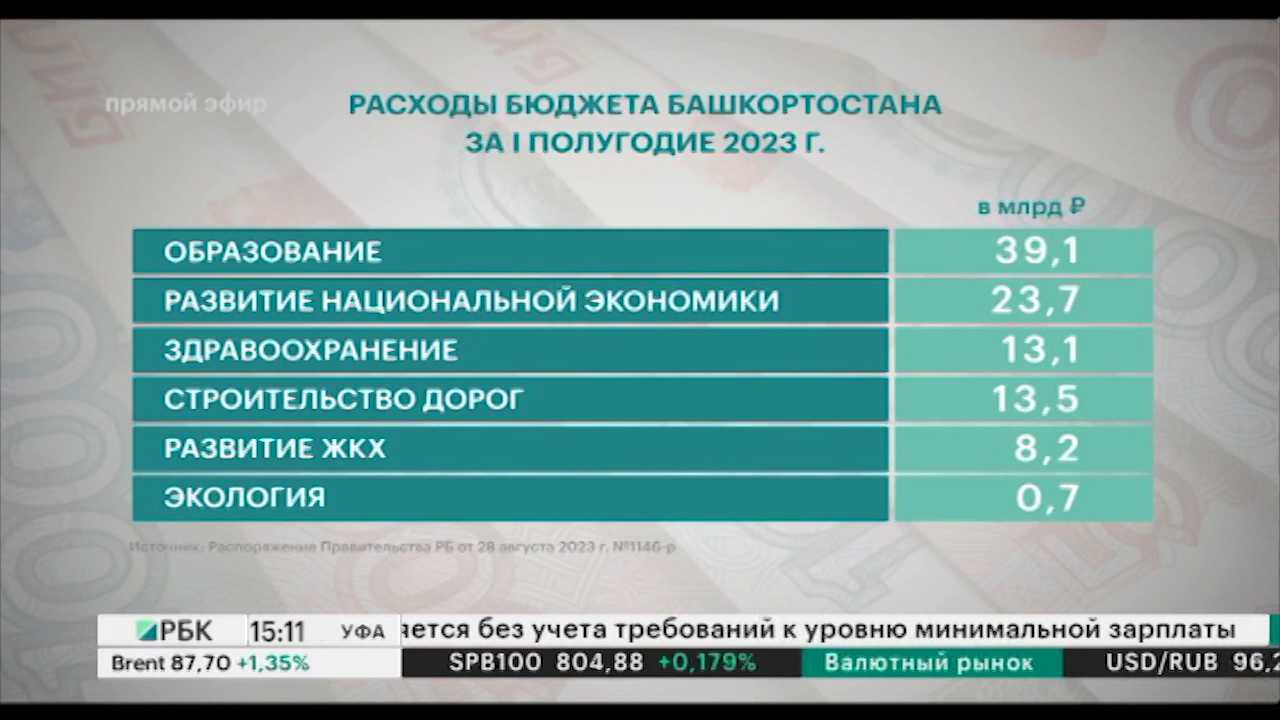 прямой эфир
РАСХОДЫ БЮДЖЕТА БАШКОРТОСТАНА
ЗА I ПОЛУГОДИЕ 2023 Г.
в млрд ₽
ОБРАЗОВАНИЕ 39,1
РАЗВИТИЕ НАЦИОНАЛЬНОЙ ЭКОНОМИКИ 23,7
ЗДРАВООХРАНЕНИЕ 13,1
СТРОИТЕЛЬСТВО ДОРОГ 13,5
РАЗВИТИЕ ЖКХ 8,2
ЭКОЛОГИЯ 0,7
Источник: Распоряжение Правительства РБ от 28 августа 2023 г. №1146-р
РБК 15:11 УФА яется без учета требований к уровню минимальной зарплаты
Brent 87,70 +1,35% SPB100 804,88 +0,179% Валютный рынок USD/RUB 96,2